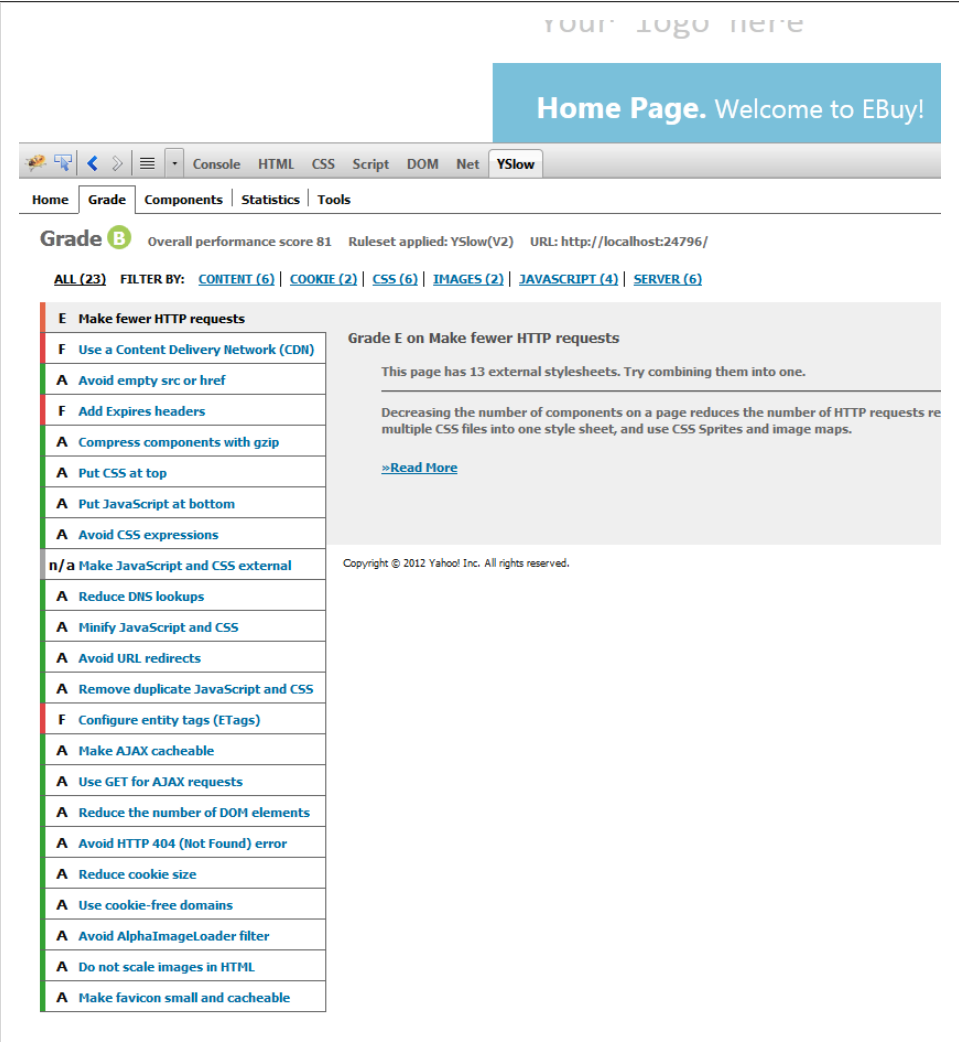 Your logo here
Home Page. Welcome to EBuy!
Console HTML CSS Script DOM Net YSlow
Home Grade Components Statistics Tools
Grade B Overall performance score 81 Ruleset applied: YSlow(V2) URL: http://localhost:24796/
ALL (23) FILTER BY: CONTENT (6) COOKIE (2) CSS (6) IMAGES (2) JAVASCRIPT (4) SERVER (6)
E Make fewer HTTP requests
F Use a Content Delivery Network (CDN)
A Avoid empty src or href
F Add Expires headers
A Compress components with gzip
A Put CSS at top
A Put JavaScript at bottom
A Avoid CSS expressions
n/a Make JavaScript and CSS external
A Reduce DNS lookups
A Minify JavaScript and CSS
A Avoid URL redirects
A Remove duplicate JavaScript and CSS
F Configure entity tags (ETags)
A Make AJAX cacheable
A Use GET for AJAX requests
A Reduce the number of DOM elements
A Avoid HTTP 404 (Not Found) error
A Reduce cookie size
A Use cookie-free domains
A Avoid AlphaImageLoader filter
A Do not scale images in HTML
A Make favicon small and cacheable
Grade E on Make fewer HTTP requests
This page has 13 external stylesheets. Try combining them into one.
Decreasing the number of components on a page reduces the number of HTTP requests re
multiple CSS files into one style sheet, and use CSS Sprites and image maps.
»Read More
Copyright © 2012 Yahoo! Inc. All rights reserved.